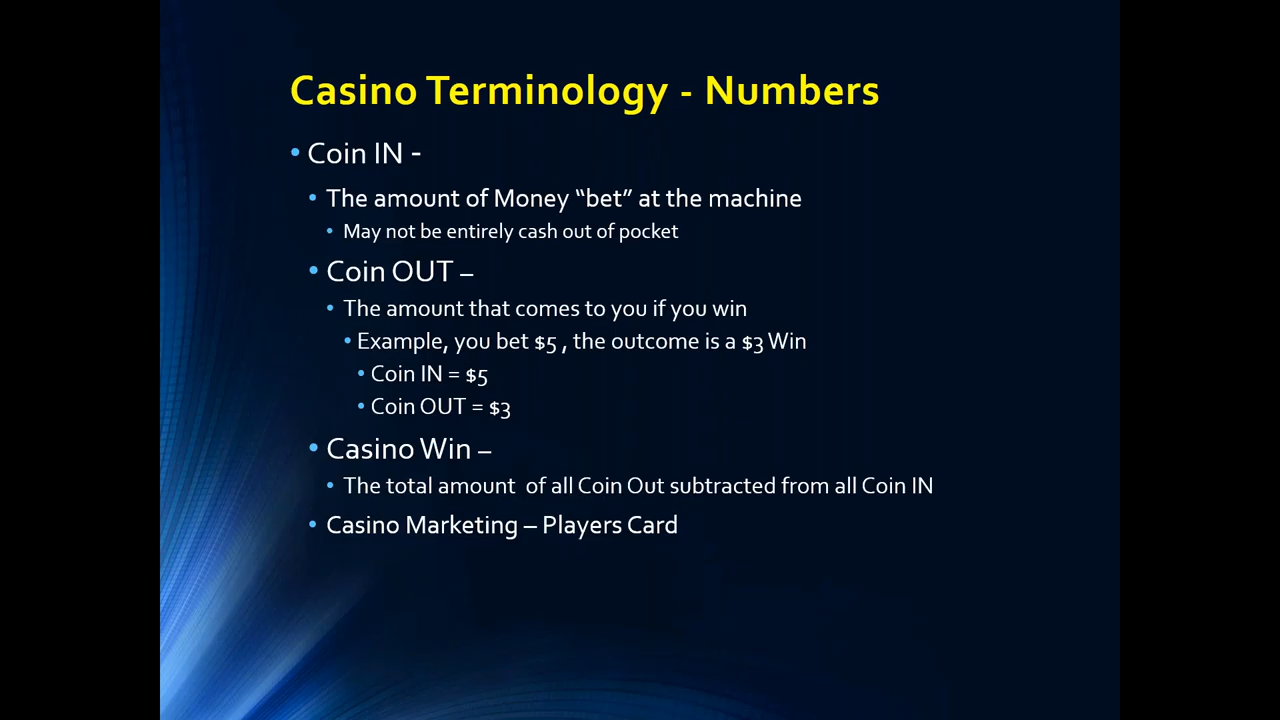 Casino Terminology - Numbers
• Coin IN -
• The amount of Money “bet” at the machine
• May not be entirely cash out of pocket
• Coin OUT –
• The amount that comes to you if you win
• Example, you bet $5 , the outcome is a $3 Win
• Coin IN = $5
• Coin OUT = $3
• Casino Win –
• The total amount  of all Coin Out subtracted from all Coin IN
• Casino Marketing – Players Card